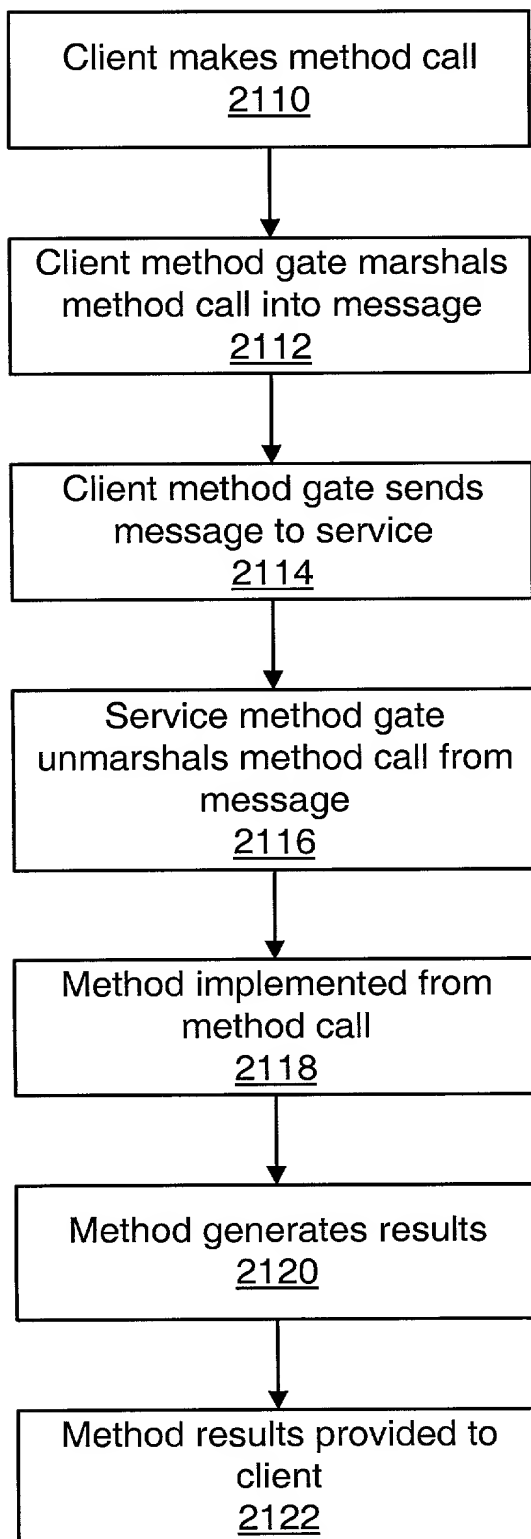 Client makes method call
2110
Client method gate marshals
method call into message
2112
Client method gate sends
message to service
2114
Service method gate
unmarshals method call from
message
2116
Method implemented from
method call
2118
Method generates results
2120
Method results provided to
client
2122